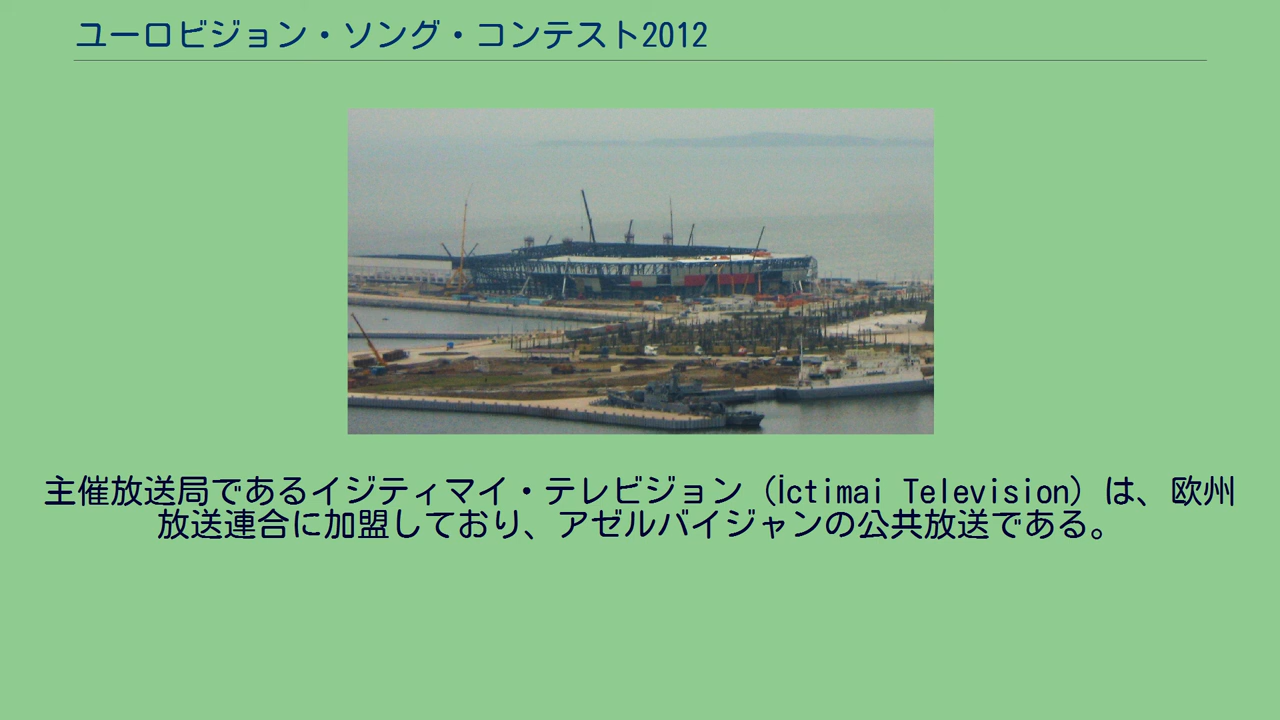 ユーロビジョン・ソング・コンテスト2012
主催放送局であるイジティマイ・テレビジョン（İctimai Television）は、欧州
放送連合に加盟しており、アゼルバイジャンの公共放送である。